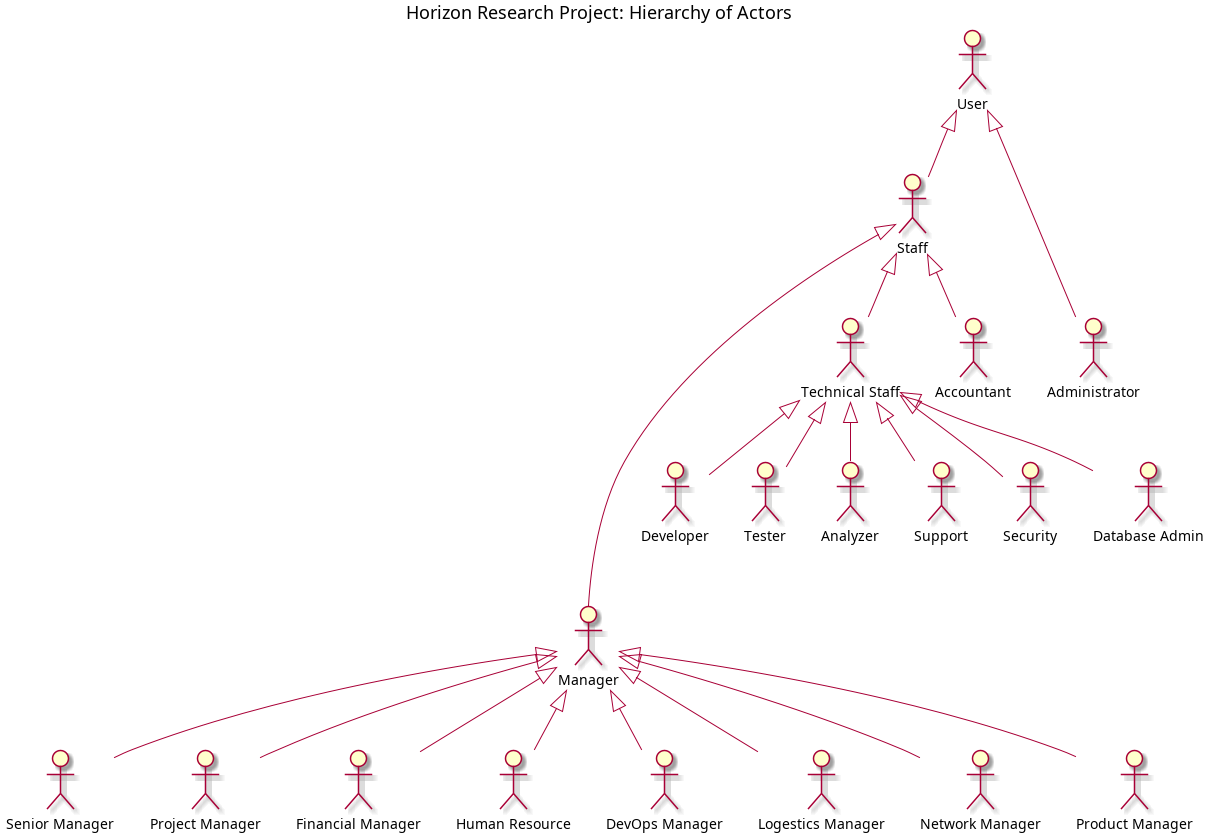 Horizon Research Project: Hierarchy of Actors
User
Staff
Technical Staff
Accountant
Administrator
Developer
Tester
Analyzer
Support
Security
Database Admin
Manager
Senior Manager
Project Manager
Financial Manager
Human Resource
DevOps Manager
Logestics Manager
Network Manager
Product Manager